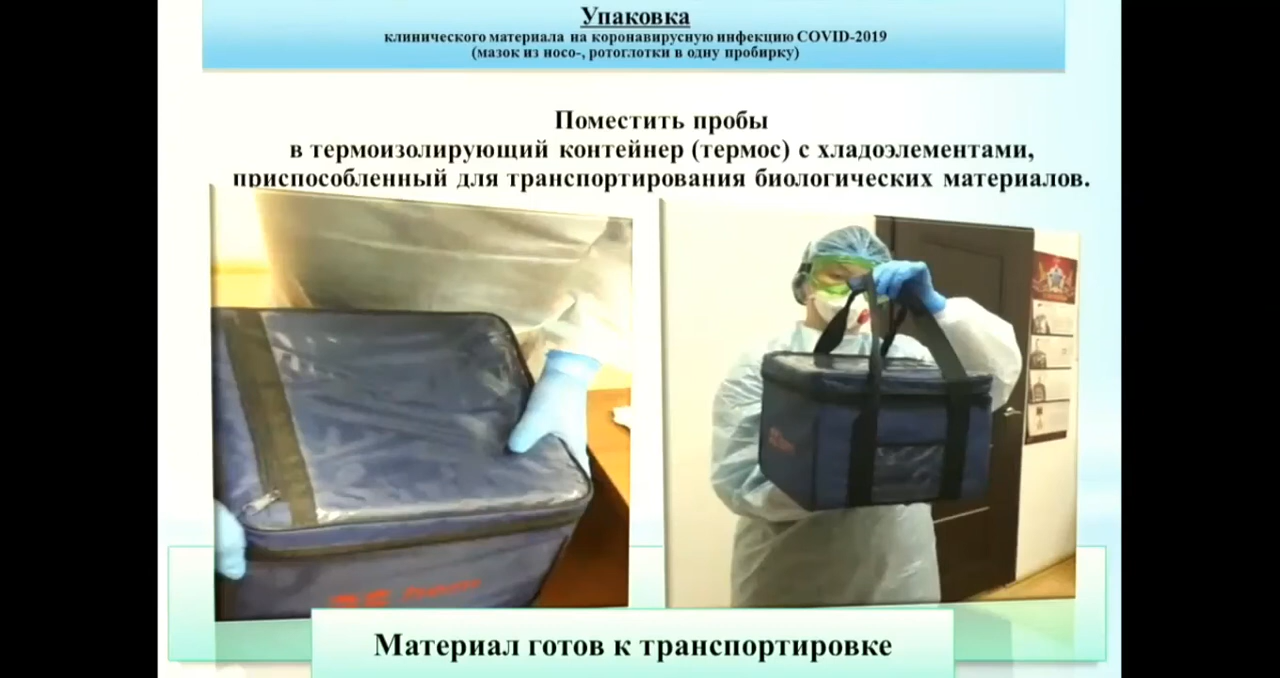 Упаковка
клинического материала на коронавирусную инфекцию COVID-2019
(мазок из носо-, ротоглотки в одну пробирку)
Поместить пробы
в термоизолирующий контейнер (термос) с хладоэлементами,
приспособленный для транспортирования биологических материалов.
Материал готов к транспортировке